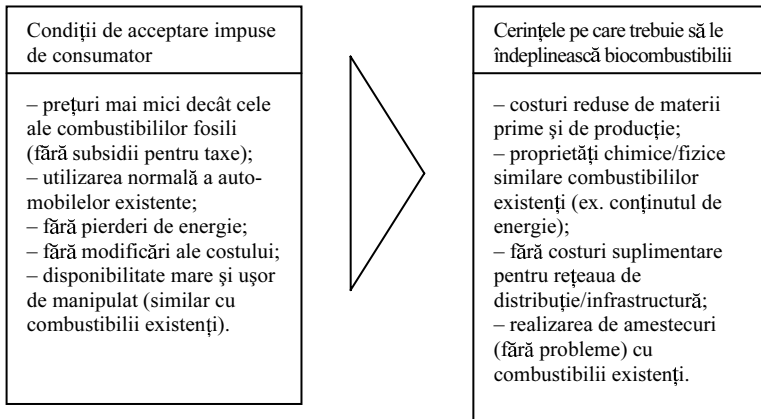 Condiții de acceptare impuse
de consumator
– prețuri mai mici decât cele
ale combustibililor fosili
(fără subsidii pentru taxe);
– utilizarea normală a auto-
mobilelor existente;
– fără pierderi de energie;
– fără modificări ale costului;
– disponibilitate mare şi uşor
de manipulat (similar cu
combustibilii existenți).
Cerințele pe care trebuie să le
îndeplinească biocombustibilii
– costuri reduse de materii
prime şi de producție;
– proprietăți chimice/fizice
similare combustibililor
existenți (ex. conținutul de
energie);
– fără costuri suplimentare
pentru rețeaua de
distribuție/infrastructură;
– realizarea de amestecuri
(fără probleme) cu
combustibilii existenți.